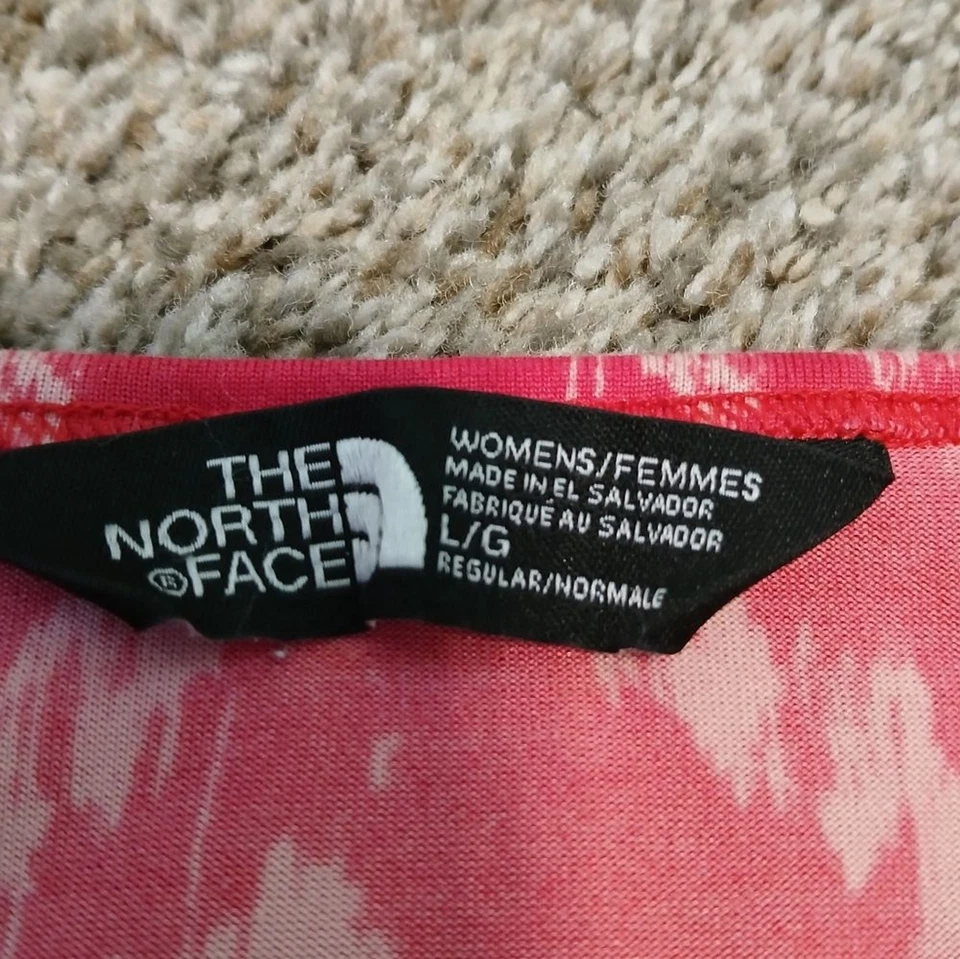 THE
NORTH
®FACE
WOMENS/FEMMES
MADE IN EL SALVADOR
FABRIQUÉ AU SALVADOR
L/G
REGULAR/NORMALE